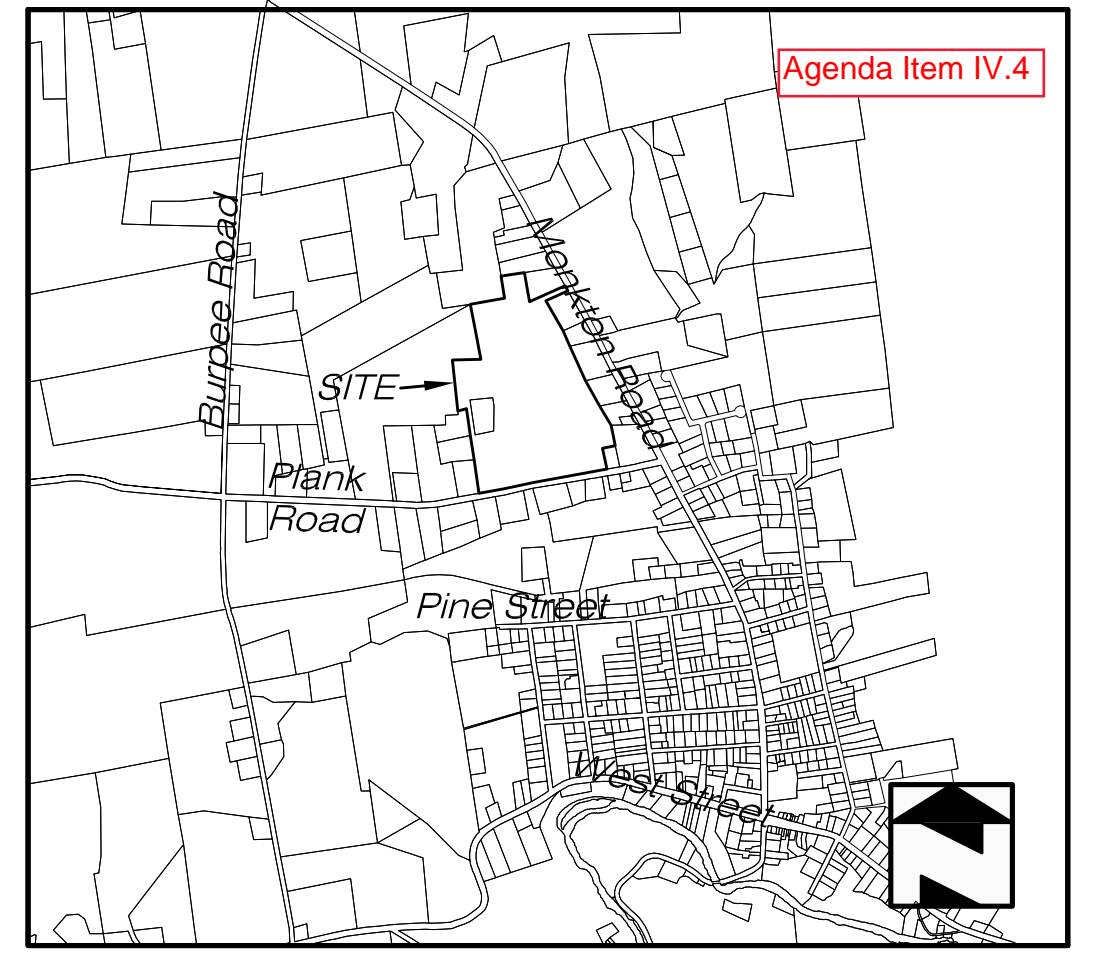 Agenda Item IV.4
Burpee Road
Monkton Road
SITE
Plank
Road
Pine Street
West Street
N